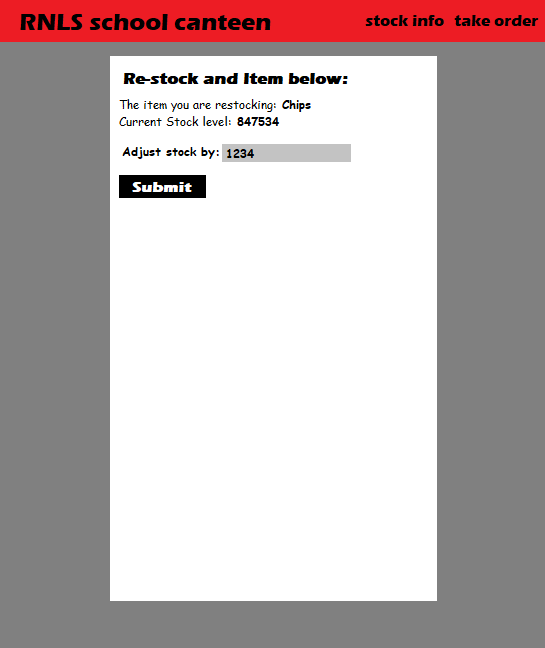 RNLS school canteen stock info take order
Re-stock and Item below:
The item you are restocking: Chips
Current Stock level: 847534
Adjust stock by: 1234
Submit